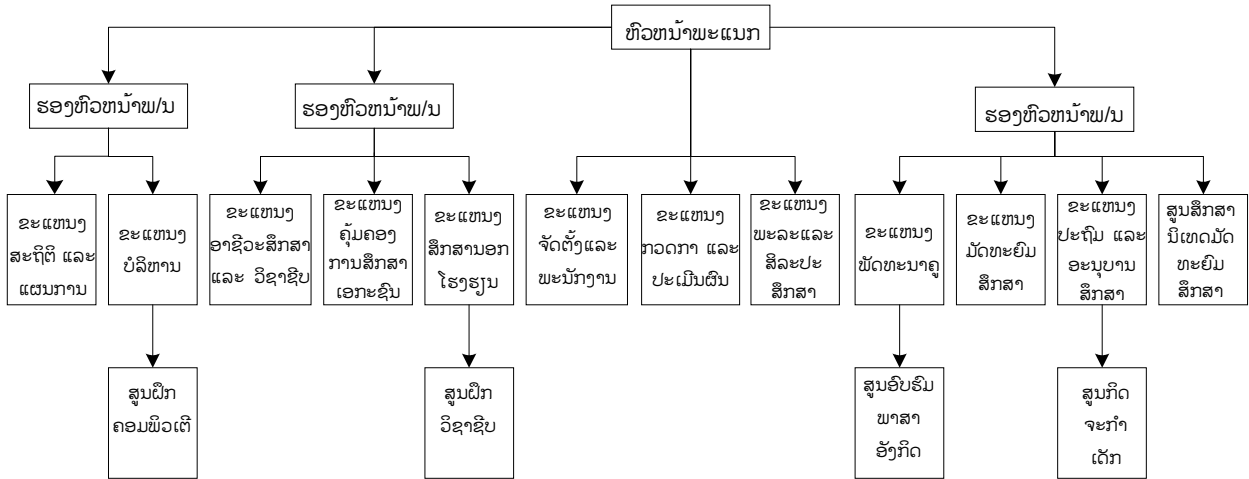 ຫົວຫນ້າພະແນກ
ຮອງຫົວຫນ້າພ/ນ
ຮອງຫົວຫນ້າພ/ນ
ຮອງຫົວຫນ້າພ/ນ
ຂະແຫນງ
ສະຖິຕິ ແລະ
ແຜນການ
ຂະແຫນງ
ບໍລິຫານ
ຂະແຫນງ
ອາຊີວະສຶກສາ
ແລະ ວິຊາຊີບ
ຂະແຫນງ
ຄຸ້ມຄອງ
ການສຶກສາ
ເອກະຊົນ
ຂະແຫນງ
ສຶກສານອກ
ໂຮງຮຽນ
ຂະແຫນງ
ຈັດຕັ້ງແລະ
ພະນັກງານ
ຂະແຫນງ
ກວດກາ ແລະ
ປະເມີນຜົນ
ຂະແຫນງ
ພະລະແລະ
ສິລະປະ
ສຶກສາ
ຂະແຫນງ
ພັດທະນາຄູ
ຂະແຫນງ
ມັດທະຍົມ
ສຶກສາ
ຂະແຫນງ
ປະຖົມ ແລະ
ອະນຸບານ
ສຶກສາ
ສູນສຶກສາ
ນິເທດມັດ
ທະຍົມ
ສຶກສາ
ສູນຝຶກ
ຄອມພິວເຕີ
ສູນຝຶກ
ວິຊາຊີບ
ສູນອົບຮົມ
ພາສາ
ອັງກິດ
ສູນກິດ
ຈະກຳ
ເດັກ